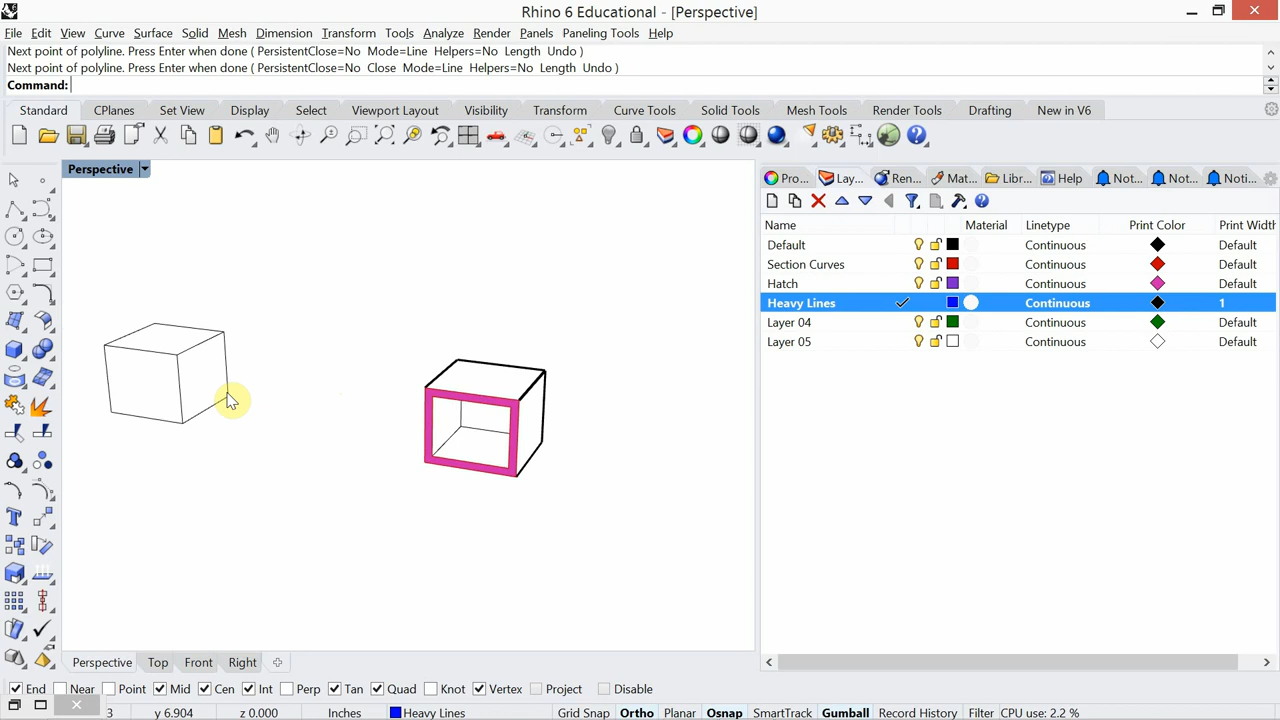 Rhino 6 Educational - [Perspective]
File Edit View Curve Surface Solid Mesh Dimension Transform Tools Analyze Render Panels Paneling Tools Help
Next point of polyline. Press Enter when done ( PersistentClose=No Mode=Line Helpers=No Length Undo )
Next point of polyline. Press Enter when done ( PersistentClose=No Close Mode=Line Helpers=No Length Undo )
Command:
Standard CPlanes Set View Display Select Viewport Layout Visibility Transform Curve Tools Solid Tools Mesh Tools Render Tools Drafting New in V6
Perspective
Pro... Lay... Ren... Mat... Libr... Help Not... Not... Noti...
Name Material Linetype Print Color Print Width
Default Continuous Default
Section Curves Continuous Default
Hatch Continuous Default
Heavy Lines Continuous 1
Layer 04 Continuous Default
Layer 05 Continuous Default
Perspective Top Front Right
End Near Point Mid Cen Int Perp Tan Quad Knot Vertex Project Disable
3 y 6.904 z 0.000 Inches Heavy Lines Grid Snap Ortho Planar Osnap SmartTrack Gumball Record History Filter CPU use: 2.2 %